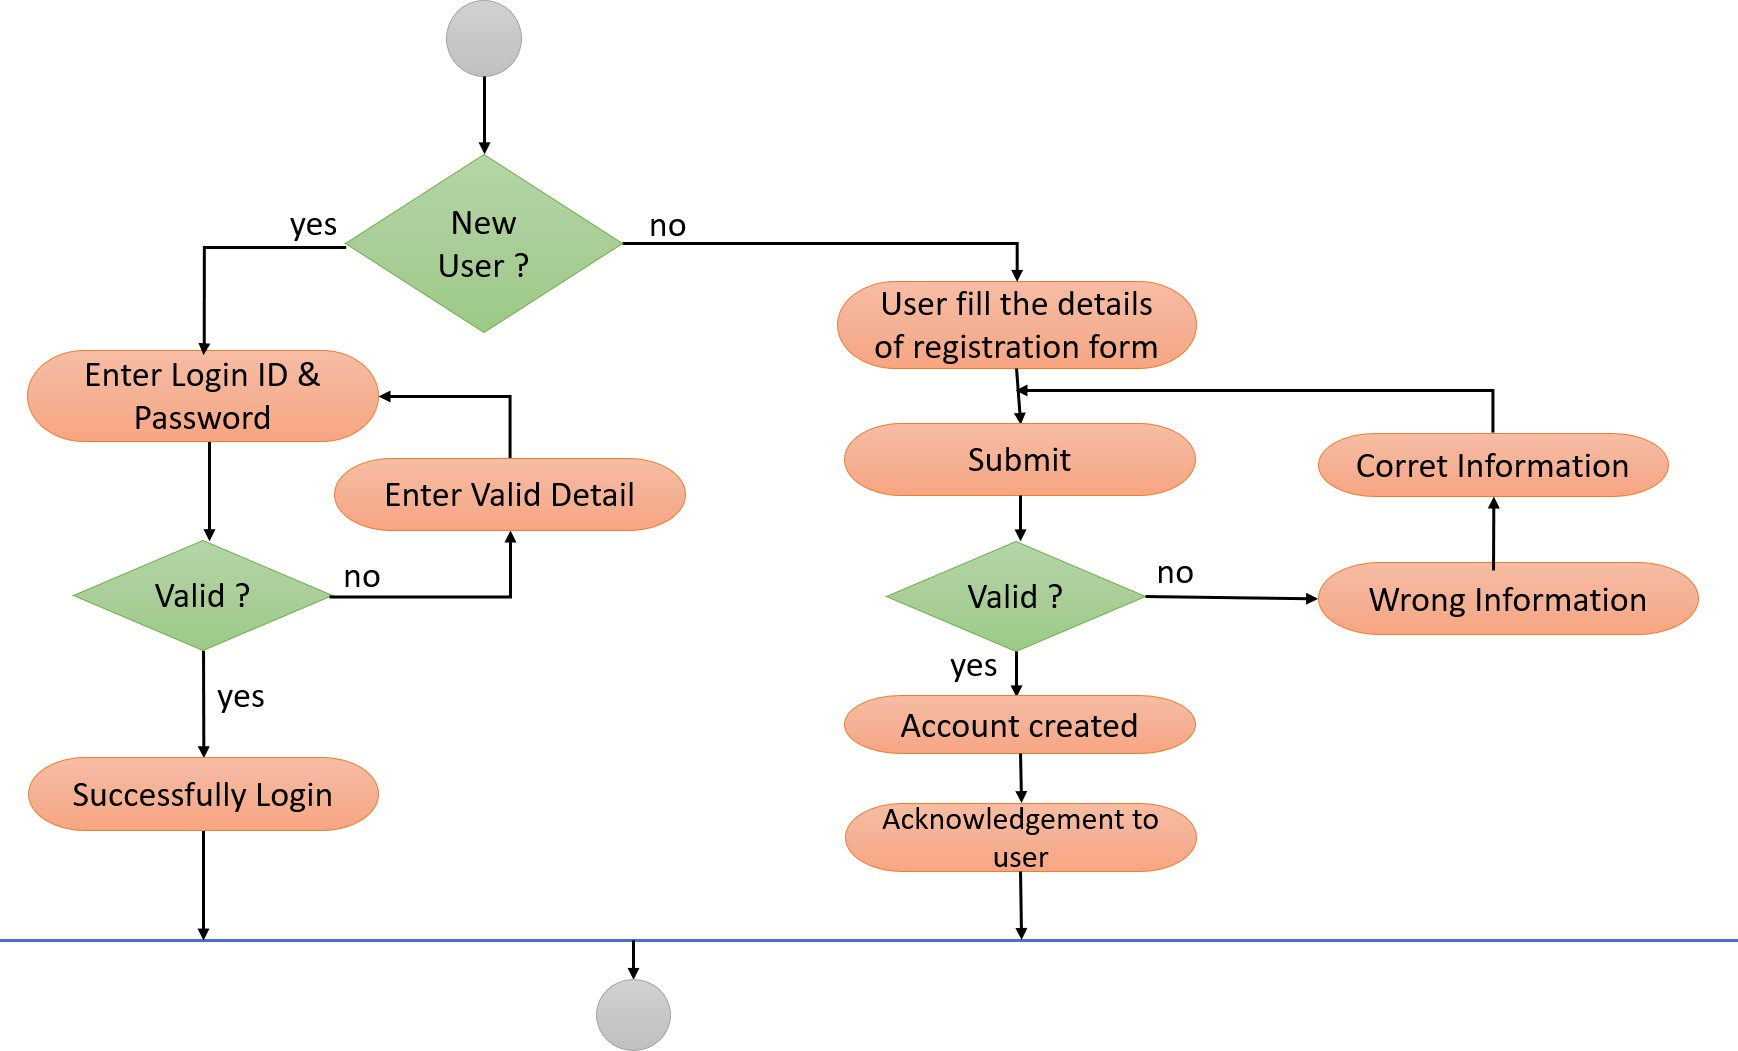 New
User ?
yes
no
User fill the details
of registration form
Enter Login ID &
Password
Enter Valid Detail
Submit
Corret Information
Valid ?
no
Valid ?
no
Wrong Information
yes
yes
Account created
Successfully Login
Acknowledgement to
user